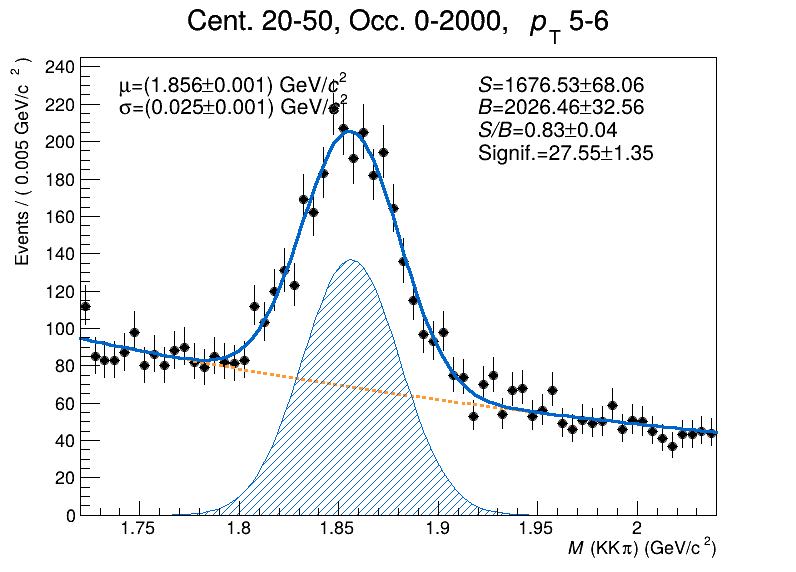 Cent. 20-50, Occ. 0-2000, pT 5-6
μ=(1.856±0.001) GeV/c2
σ=(0.025±0.001) GeV/c2
S=1676.53±68.06
B=2026.46±32.56
S/B=0.83±0.04
Signif.=27.55±1.35
Events / ( 0.005 GeV/c 2 )
240
220
200
180
160
140
120
100
80
60
40
20
0
1.75 1.8 1.85 1.9 1.95 2
M (KKπ) (GeV/c2)